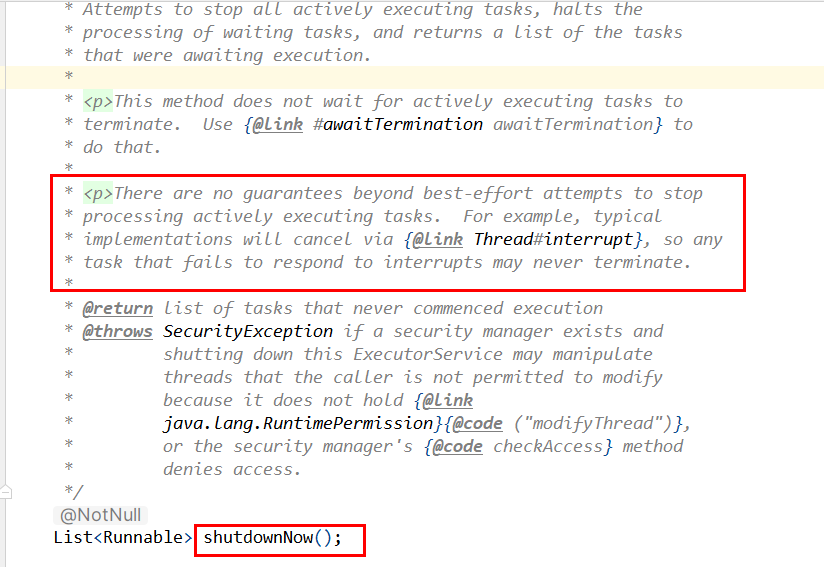 * Attempts to stop all actively executing tasks, halts the
* processing of waiting tasks, and returns a list of the tasks
* that were awaiting execution.
*
* <p>This method does not wait for actively executing tasks to
* terminate.  Use {@link #awaitTermination awaitTermination} to
* do that.
*
* <p>There are no guarantees beyond best-effort attempts to stop
* processing actively executing tasks.  For example, typical
* implementations will cancel via {@link Thread#interrupt}, so any
* task that fails to respond to interrupts may never terminate.
*
* @return list of tasks that never commenced execution
* @throws SecurityException if a security manager exists and
*         shutting down this ExecutorService may manipulate
*         threads that the caller is not permitted to modify
*         because it does not hold {@link
*         java.lang.RuntimePermission}{@code ("modifyThread")},
*         or the security manager's {@code checkAccess} method
*         denies access.
*/
@NotNull
List<Runnable> shutdownNow();